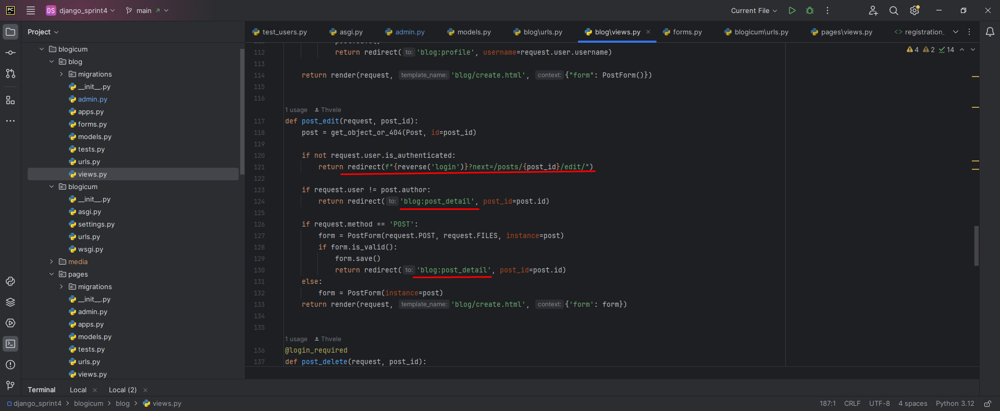 PC
DS django_sprint4 main Current File
Project
test_users.py asgi.py admin.py models.py blog\urls.py blog\views.py forms.py blogicum\urls.py pages\views.py registration_
blogicum
blog
migrations
__init__.py
admin.py
apps.py
forms.py
models.py
tests.py
urls.py
views.py
blogicum
__init__.py
asgi.py
settings.py
urls.py
wsgi.py
media
pages
migrations
__init__.py
admin.py
apps.py
models.py
tests.py
urls.py
views.py
4 2 14
112 return redirect( to: 'blog:profile', username=request.user.username)
113
114 return render(request, template_name: 'blog/create.html', context: {"form": PostForm()})
115
116
1 usage Thvele
117 def post_edit(request, post_id):
118 post = get_object_or_404(Post, id=post_id)
119
120 if not request.user.is_authenticated:
121 return redirect(f"{reverse('login')}?next=/posts/{post_id}/edit/")
122
123 if request.user != post.author:
124 return redirect( to: 'blog:post_detail', post_id=post.id)
125
126 if request.method == 'POST':
127 form = PostForm(request.POST, request.FILES, instance=post)
128 if form.is_valid():
129 form.save()
130 return redirect( to: 'blog:post_detail', post_id=post.id)
131 else:
132 form = PostForm(instance=post)
133 return render(request, template_name: 'blog/create.html', context: {'form': form})
134
135
1 usage Thvele
136 @login_required
137 def post_delete(request, post_id):
Terminal Local Local (2)
django_sprint4 blogicum blog views.py 187:1 CRLF UTF-8 4 spaces Python 3.12